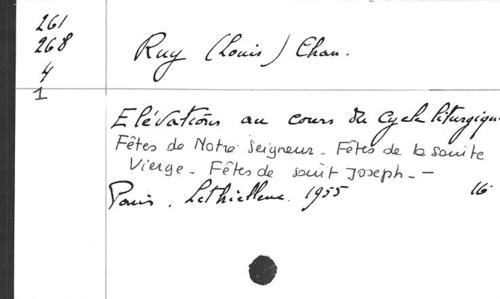 261
268
4
1
Ruy (Louis) Chan.
Elévations au cours du cycle liturgique
Fêtes de Notre Seigneur - Fêtes de la sainte
Vierge - Fêtes de saint Joseph. -
Paris. Lethielleux. 1955 16